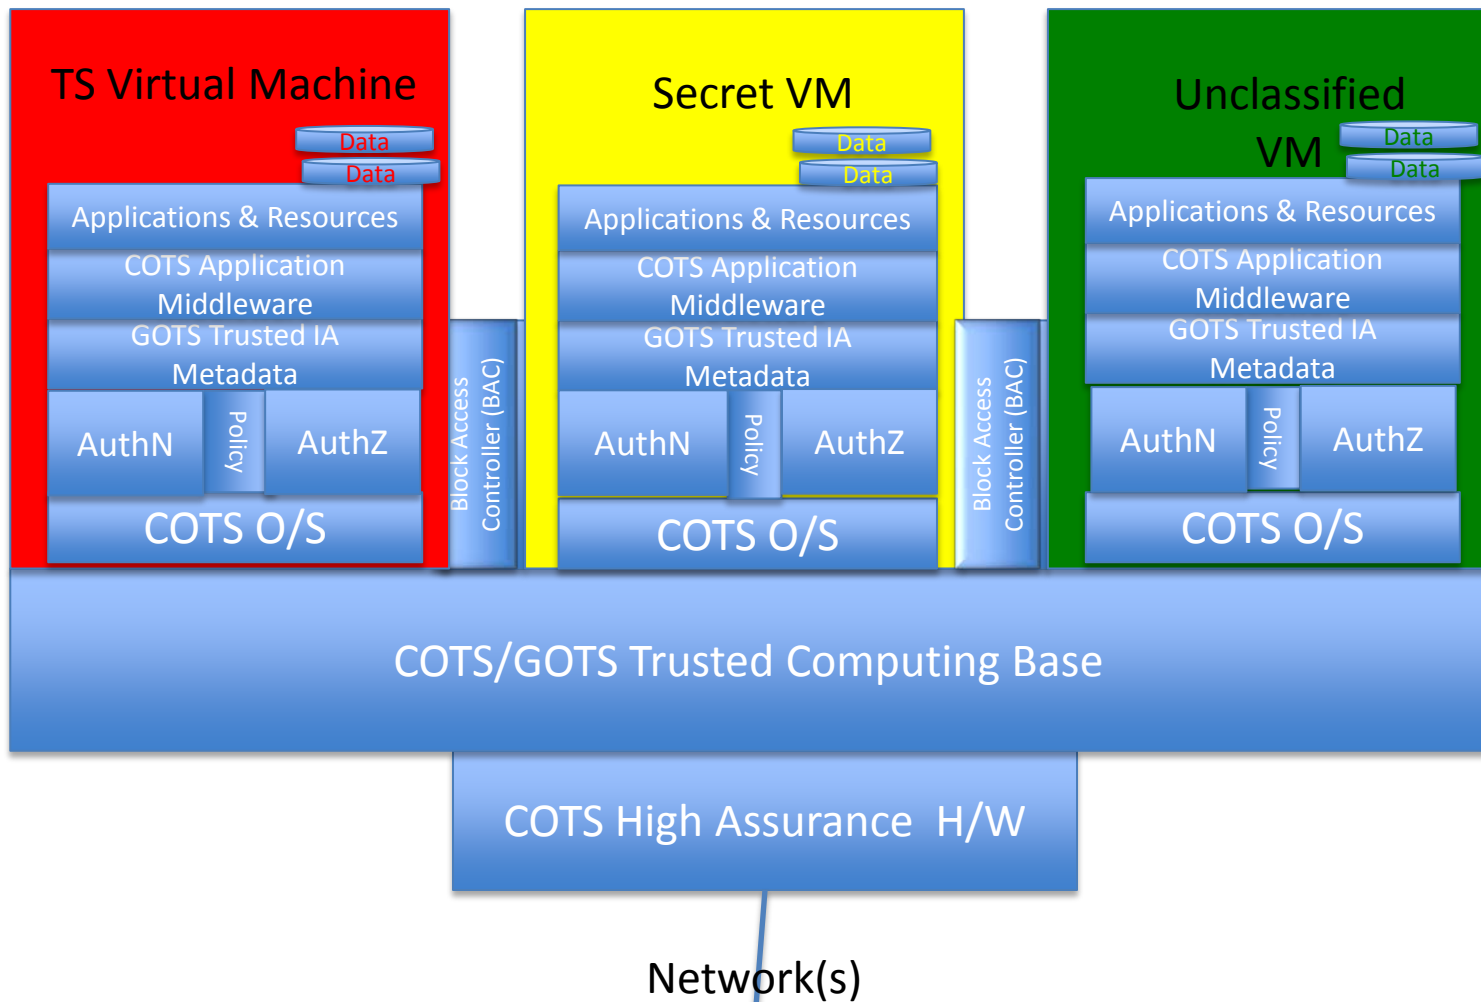 TS Virtual Machine
Data
Data
Applications & Resources
COTS Application
Middleware
GOTS Trusted IA
Metadata
AuthN
Policy
AuthZ
COTS O/S
Block Access
Controller (BAC)
Secret VM
Data
Data
Applications & Resources
COTS Application
Middleware
GOTS Trusted IA
Metadata
AuthN
Policy
AuthZ
COTS O/S
Block Access
Controller (BAC)
Unclassified
VM
Data
Data
Applications & Resources
COTS Application
Middleware
GOTS Trusted IA
Metadata
AuthN
Policy
AuthZ
COTS O/S
COTS/GOTS Trusted Computing Base
COTS High Assurance H/W
Network(s)